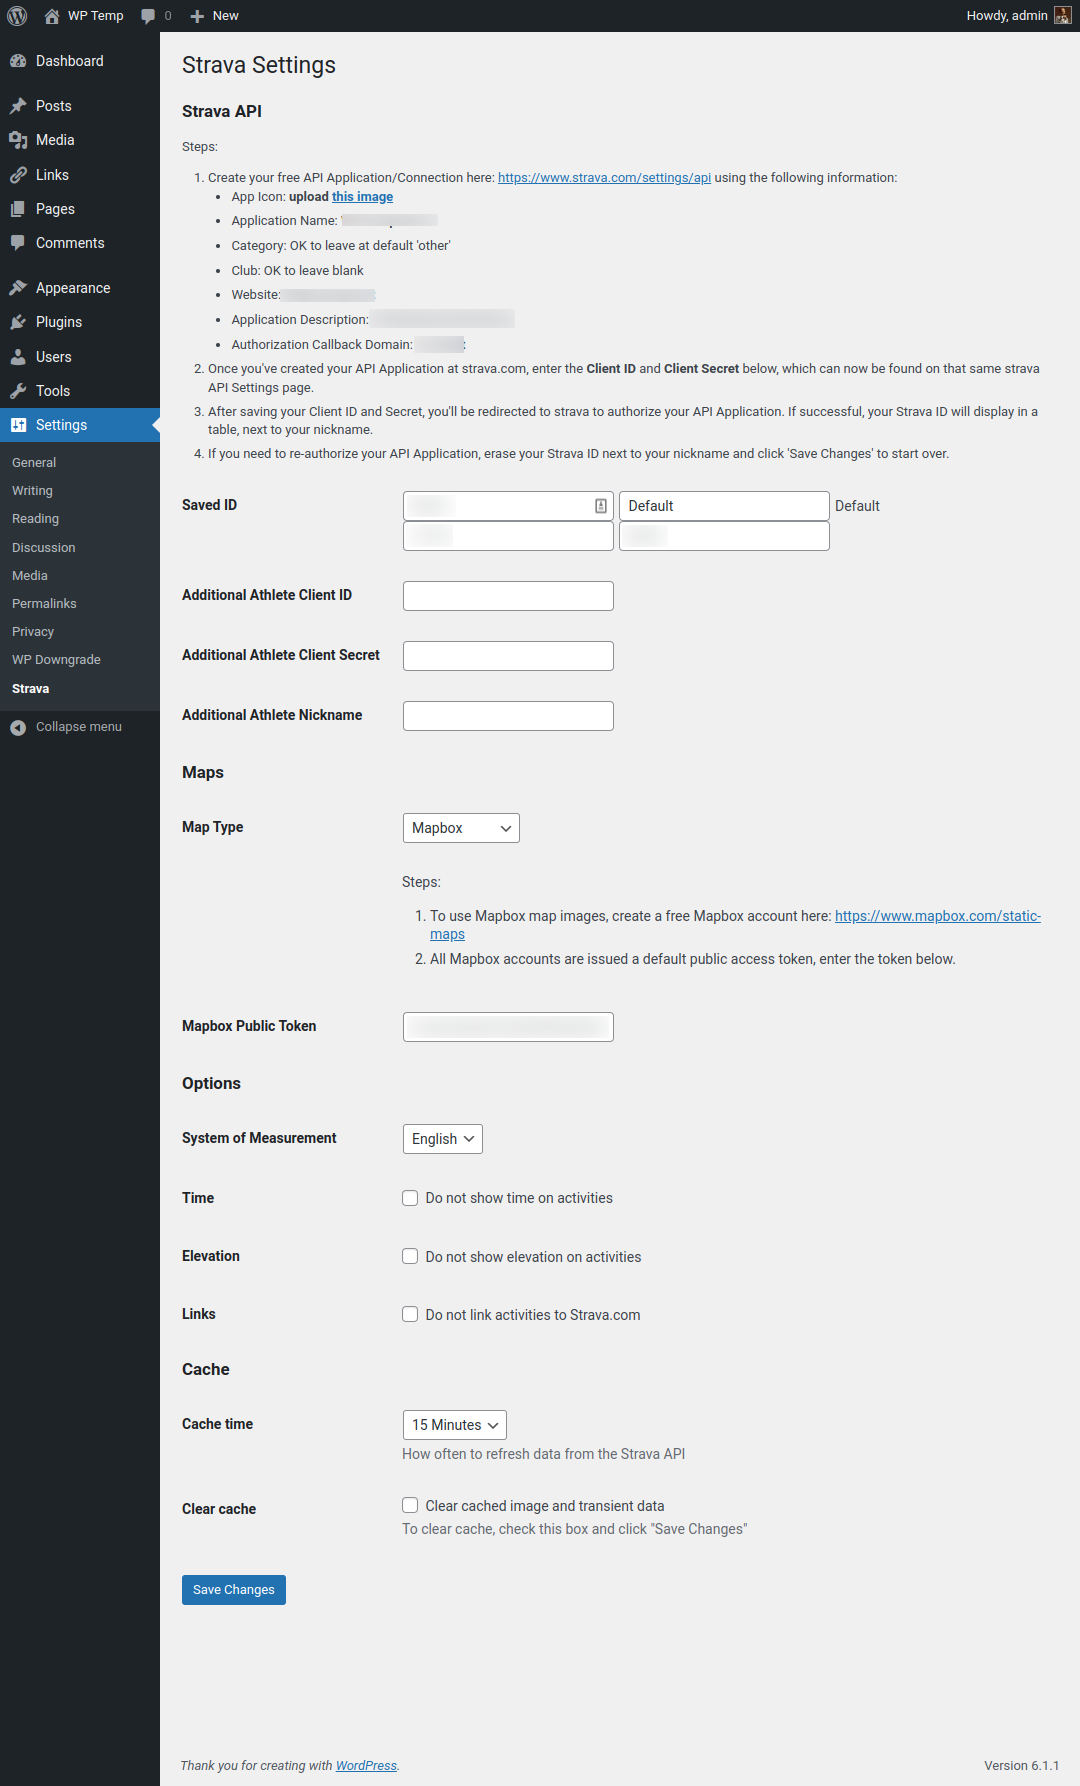 WP Temp 0 New Howdy, admin
Dashboard
Posts
Media
Links
Pages
Comments
Appearance
Plugins
Users
Tools
Settings
General
Writing
Reading
Discussion
Media
Permalinks
Privacy
WP Downgrade
Strava
Collapse menu
Strava Settings
Strava API
Steps:
1. Create your free API Application/Connection here: https://www.strava.com/settings/api using the following information:
• App Icon: upload this image
• Application Name:
• Category: OK to leave at default 'other'
• Club: OK to leave blank
• Website:
• Application Description:
• Authorization Callback Domain:
2. Once you've created your API Application at strava.com, enter the Client ID and Client Secret below, which can now be found on that same strava
API Settings page.
3. After saving your Client ID and Secret, you'll be redirected to strava to authorize your API Application. If successful, your Strava ID will display in a
table, next to your nickname.
4. If you need to re-authorize your API Application, erase your Strava ID next to your nickname and click 'Save Changes' to start over.
Saved ID Default Default
Additional Athlete Client ID
Additional Athlete Client Secret
Additional Athlete Nickname
Maps
Map Type Mapbox
Steps:
1. To use Mapbox map images, create a free Mapbox account here: https://www.mapbox.com/static-
maps
2. All Mapbox accounts are issued a default public access token, enter the token below.
Mapbox Public Token
Options
System of Measurement English
Time Do not show time on activities
Elevation Do not show elevation on activities
Links Do not link activities to Strava.com
Cache
Cache time 15 Minutes
How often to refresh data from the Strava API
Clear cache Clear cached image and transient data
To clear cache, check this box and click "Save Changes"
Save Changes
Thank you for creating with WordPress. Version 6.1.1